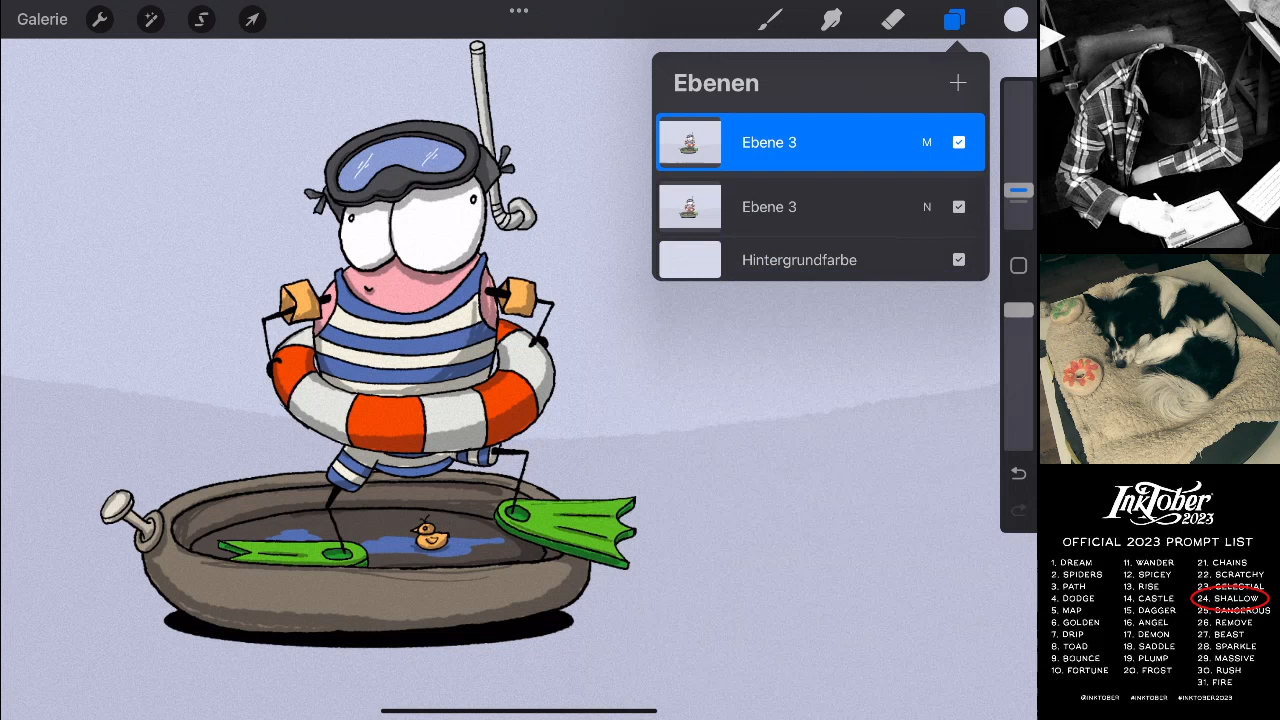 Galerie
Ebenen
Ebene 3 M
Ebene 3 N
Hintergrundfarbe
INKTOBER
2023
OFFICIAL 2023 PROMPT LIST
1. DREAM
2. SPIDERS
3. PATH
4. DODGE
5. MAP
6. GOLDEN
7. DRIP
8. TOAD
9. BOUNCE
10. FORTUNE
11. WANDER
12. SPICEY
13. RISE
14. CASTLE
15. DAGGER
16. ANGEL
17. DEMON
18. SADDLE
19. PLUMP
20. FROST
21. CHAINS
22. SCRATCHY
23. CELESTIAL
24. SHALLOW
25. DANGEROUS
26. REMOVE
27. BEAST
28. SPARKLE
29. MASSIVE
30. RUSH
31. FIRE
@INKTOBER #INKTOBER #INKTOBER2023